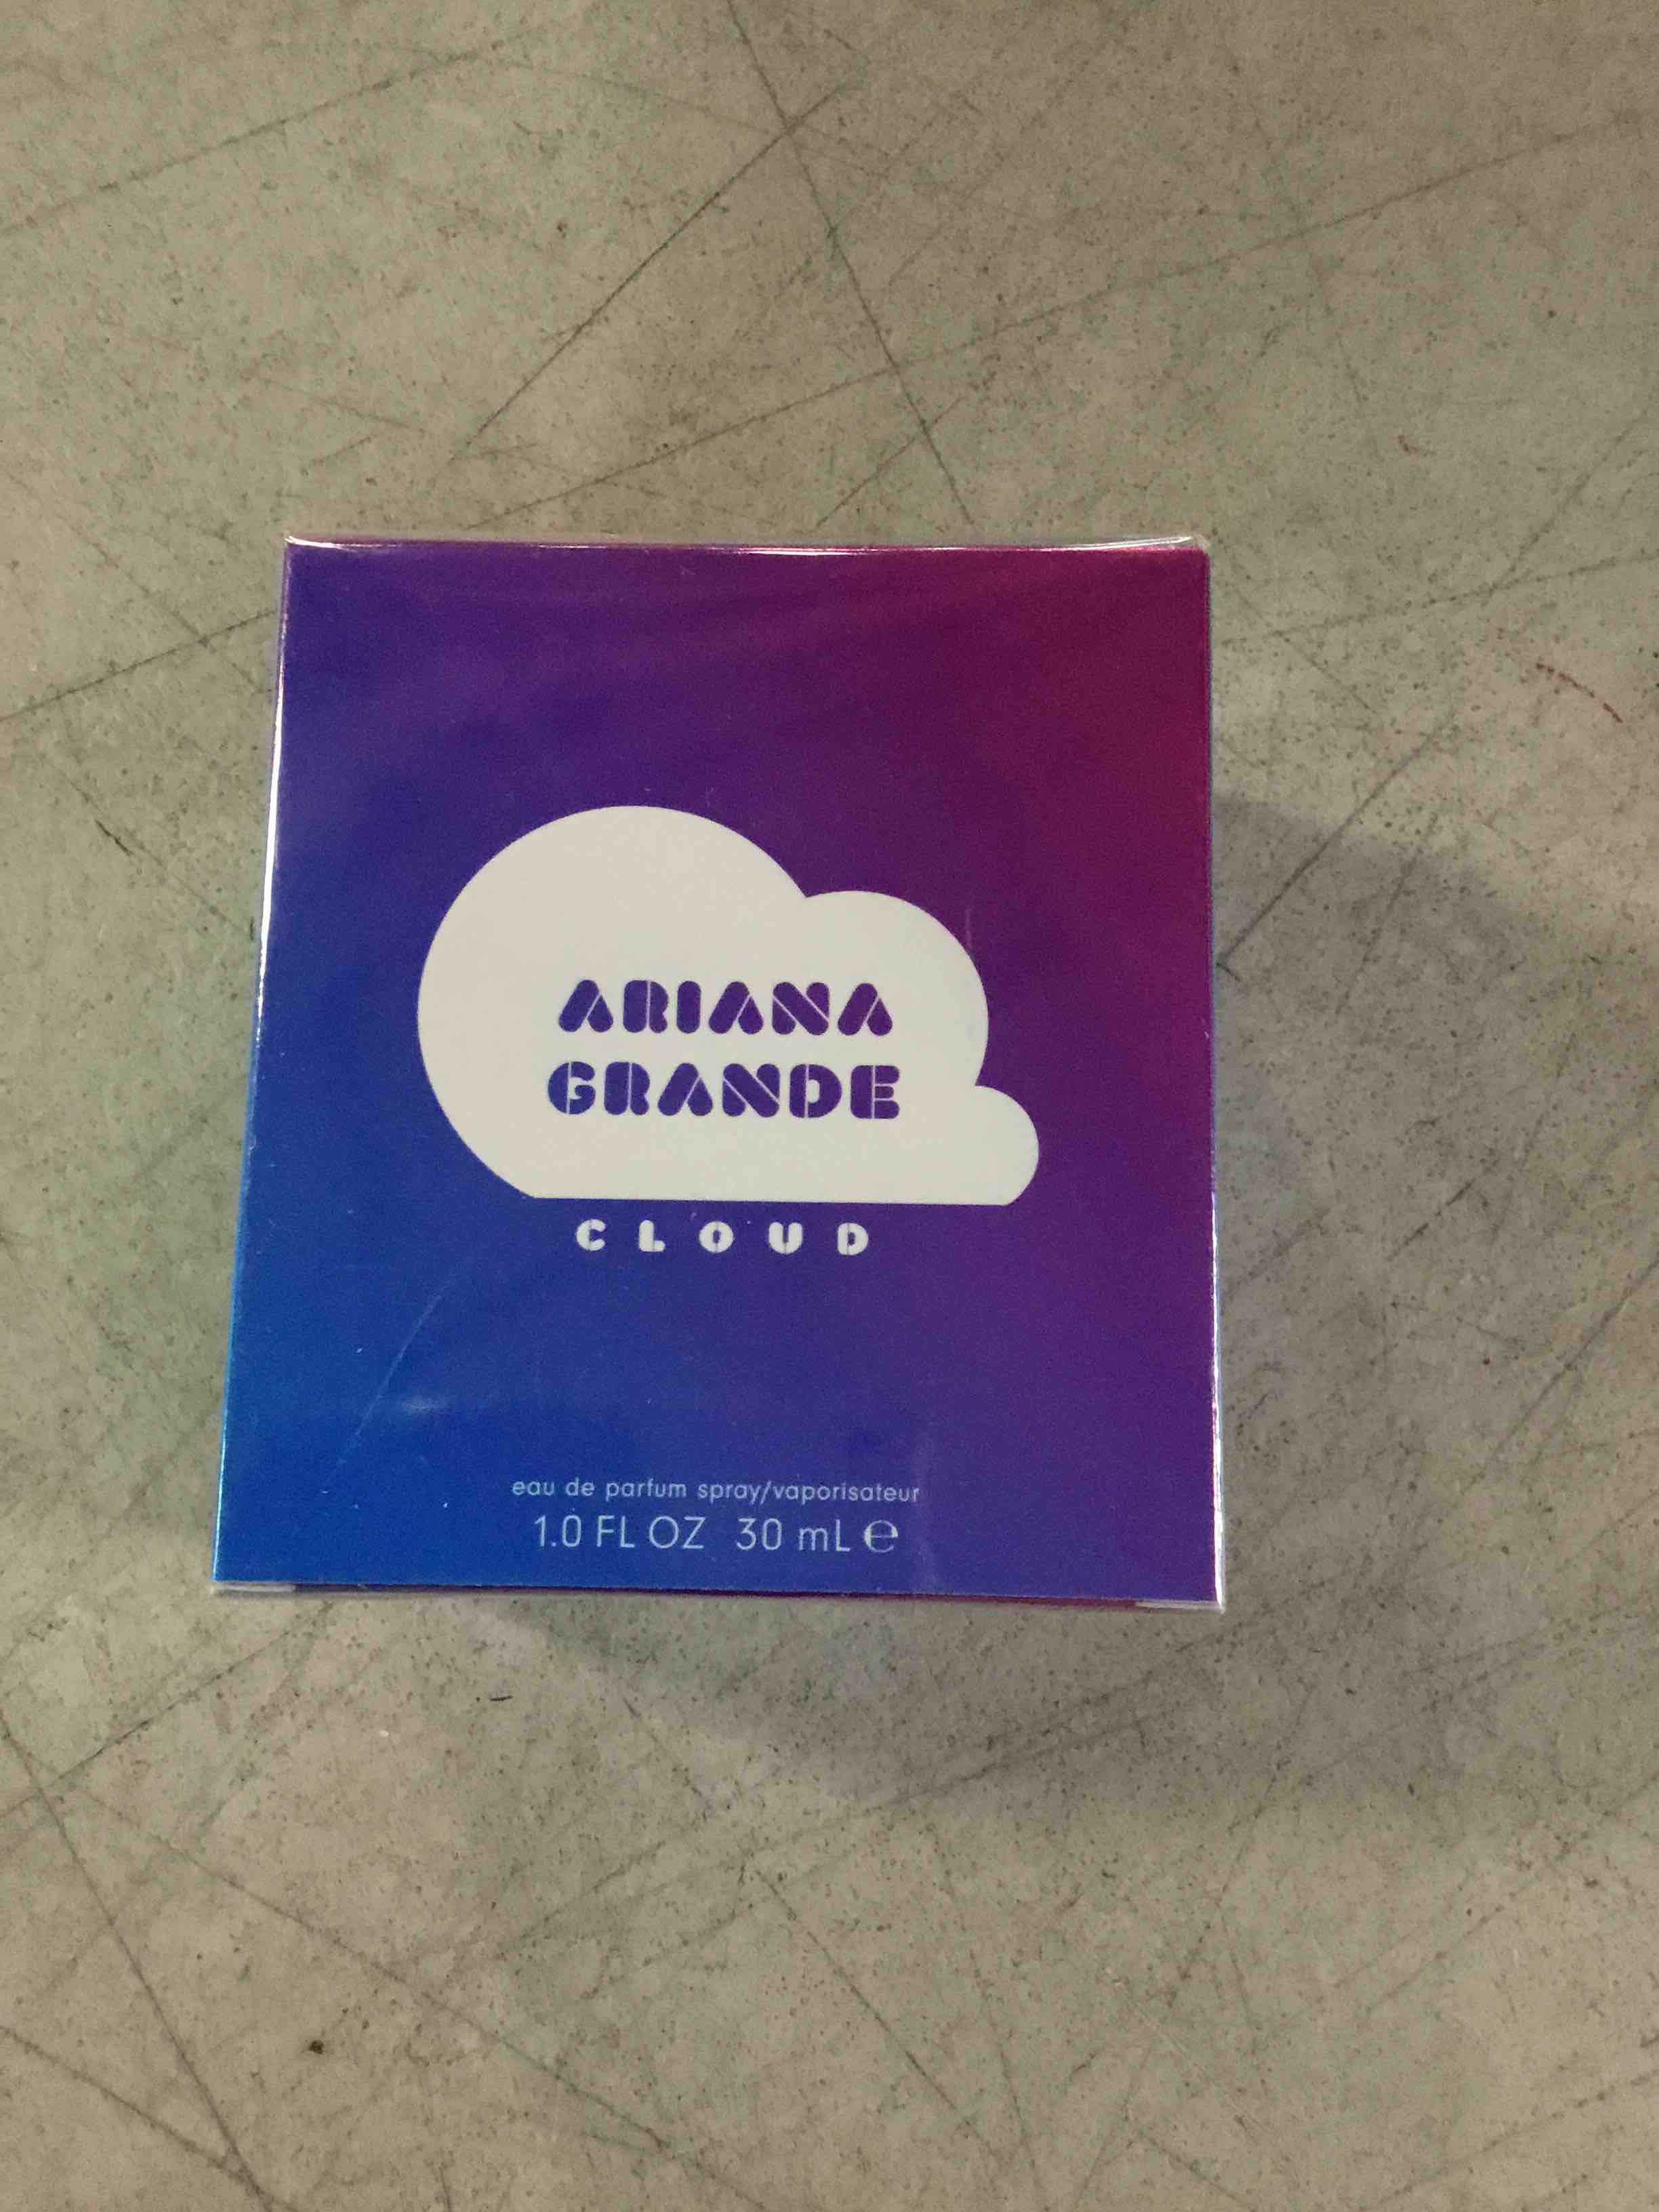 ARIANA
GRANDE
CLOUD
eau de parfum spray/vaporisateur
1.0 FL OZ 30 mL ℮